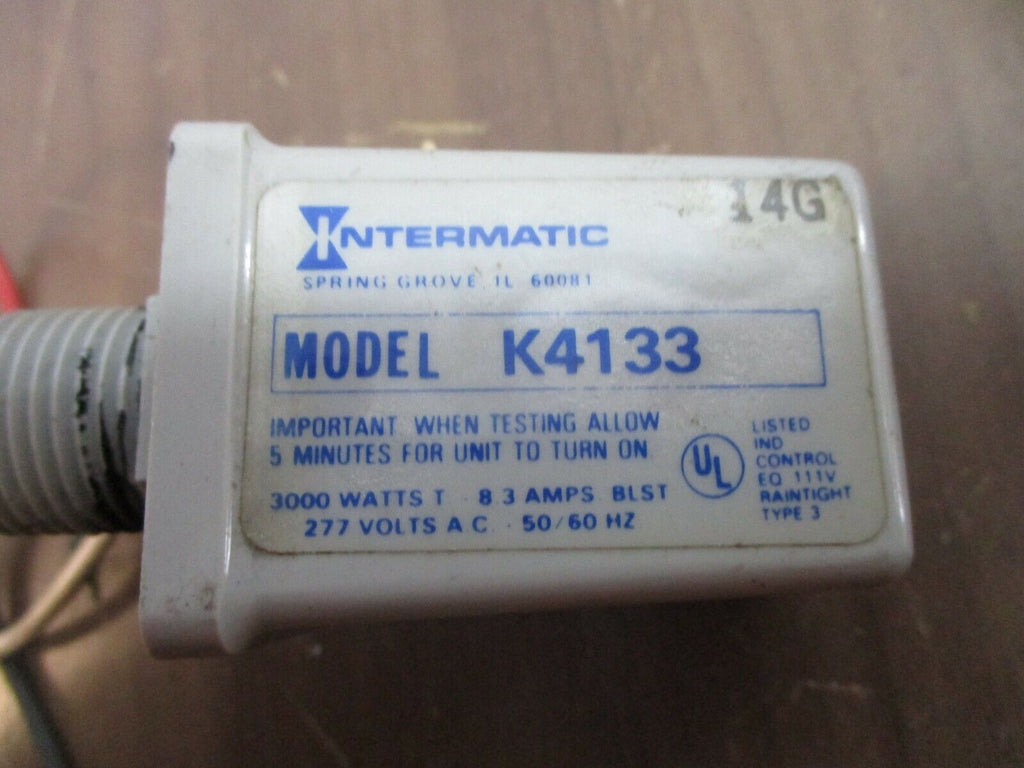 14G
INTERMATIC
SPRING GROVE, IL 60081
MODEL K4133
IMPORTANT WHEN TESTING ALLOW
5 MINUTES FOR UNIT TO TURN ON
3000 WATTS T - 8.3 AMPS BLST
277 VOLTS A.C. - 50/60 HZ
UL
LISTED
IND
CONTROL
EQ 111V
RAINTIGHT
TYPE 3